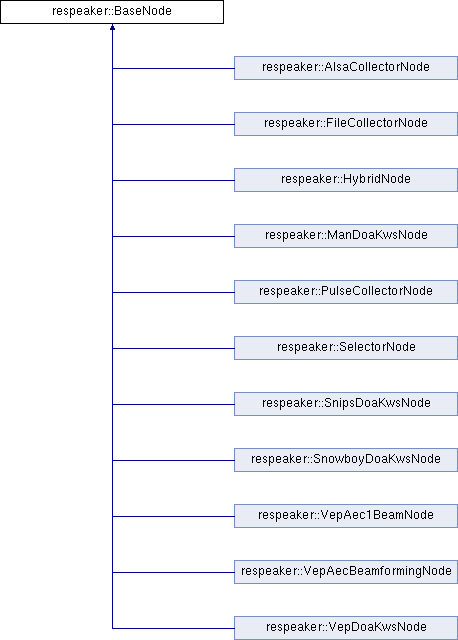 respeaker::BaseNode
respeaker::AlsaCollectorNode
respeaker::FileCollectorNode
respeaker::HybridNode
respeaker::ManDoaKwsNode
respeaker::PulseCollectorNode
respeaker::SelectorNode
respeaker::SnipsDoaKwsNode
respeaker::SnowboyDoaKwsNode
respeaker::VepAec1BeamNode
respeaker::VepAecBeamformingNode
respeaker::VepDoaKwsNode